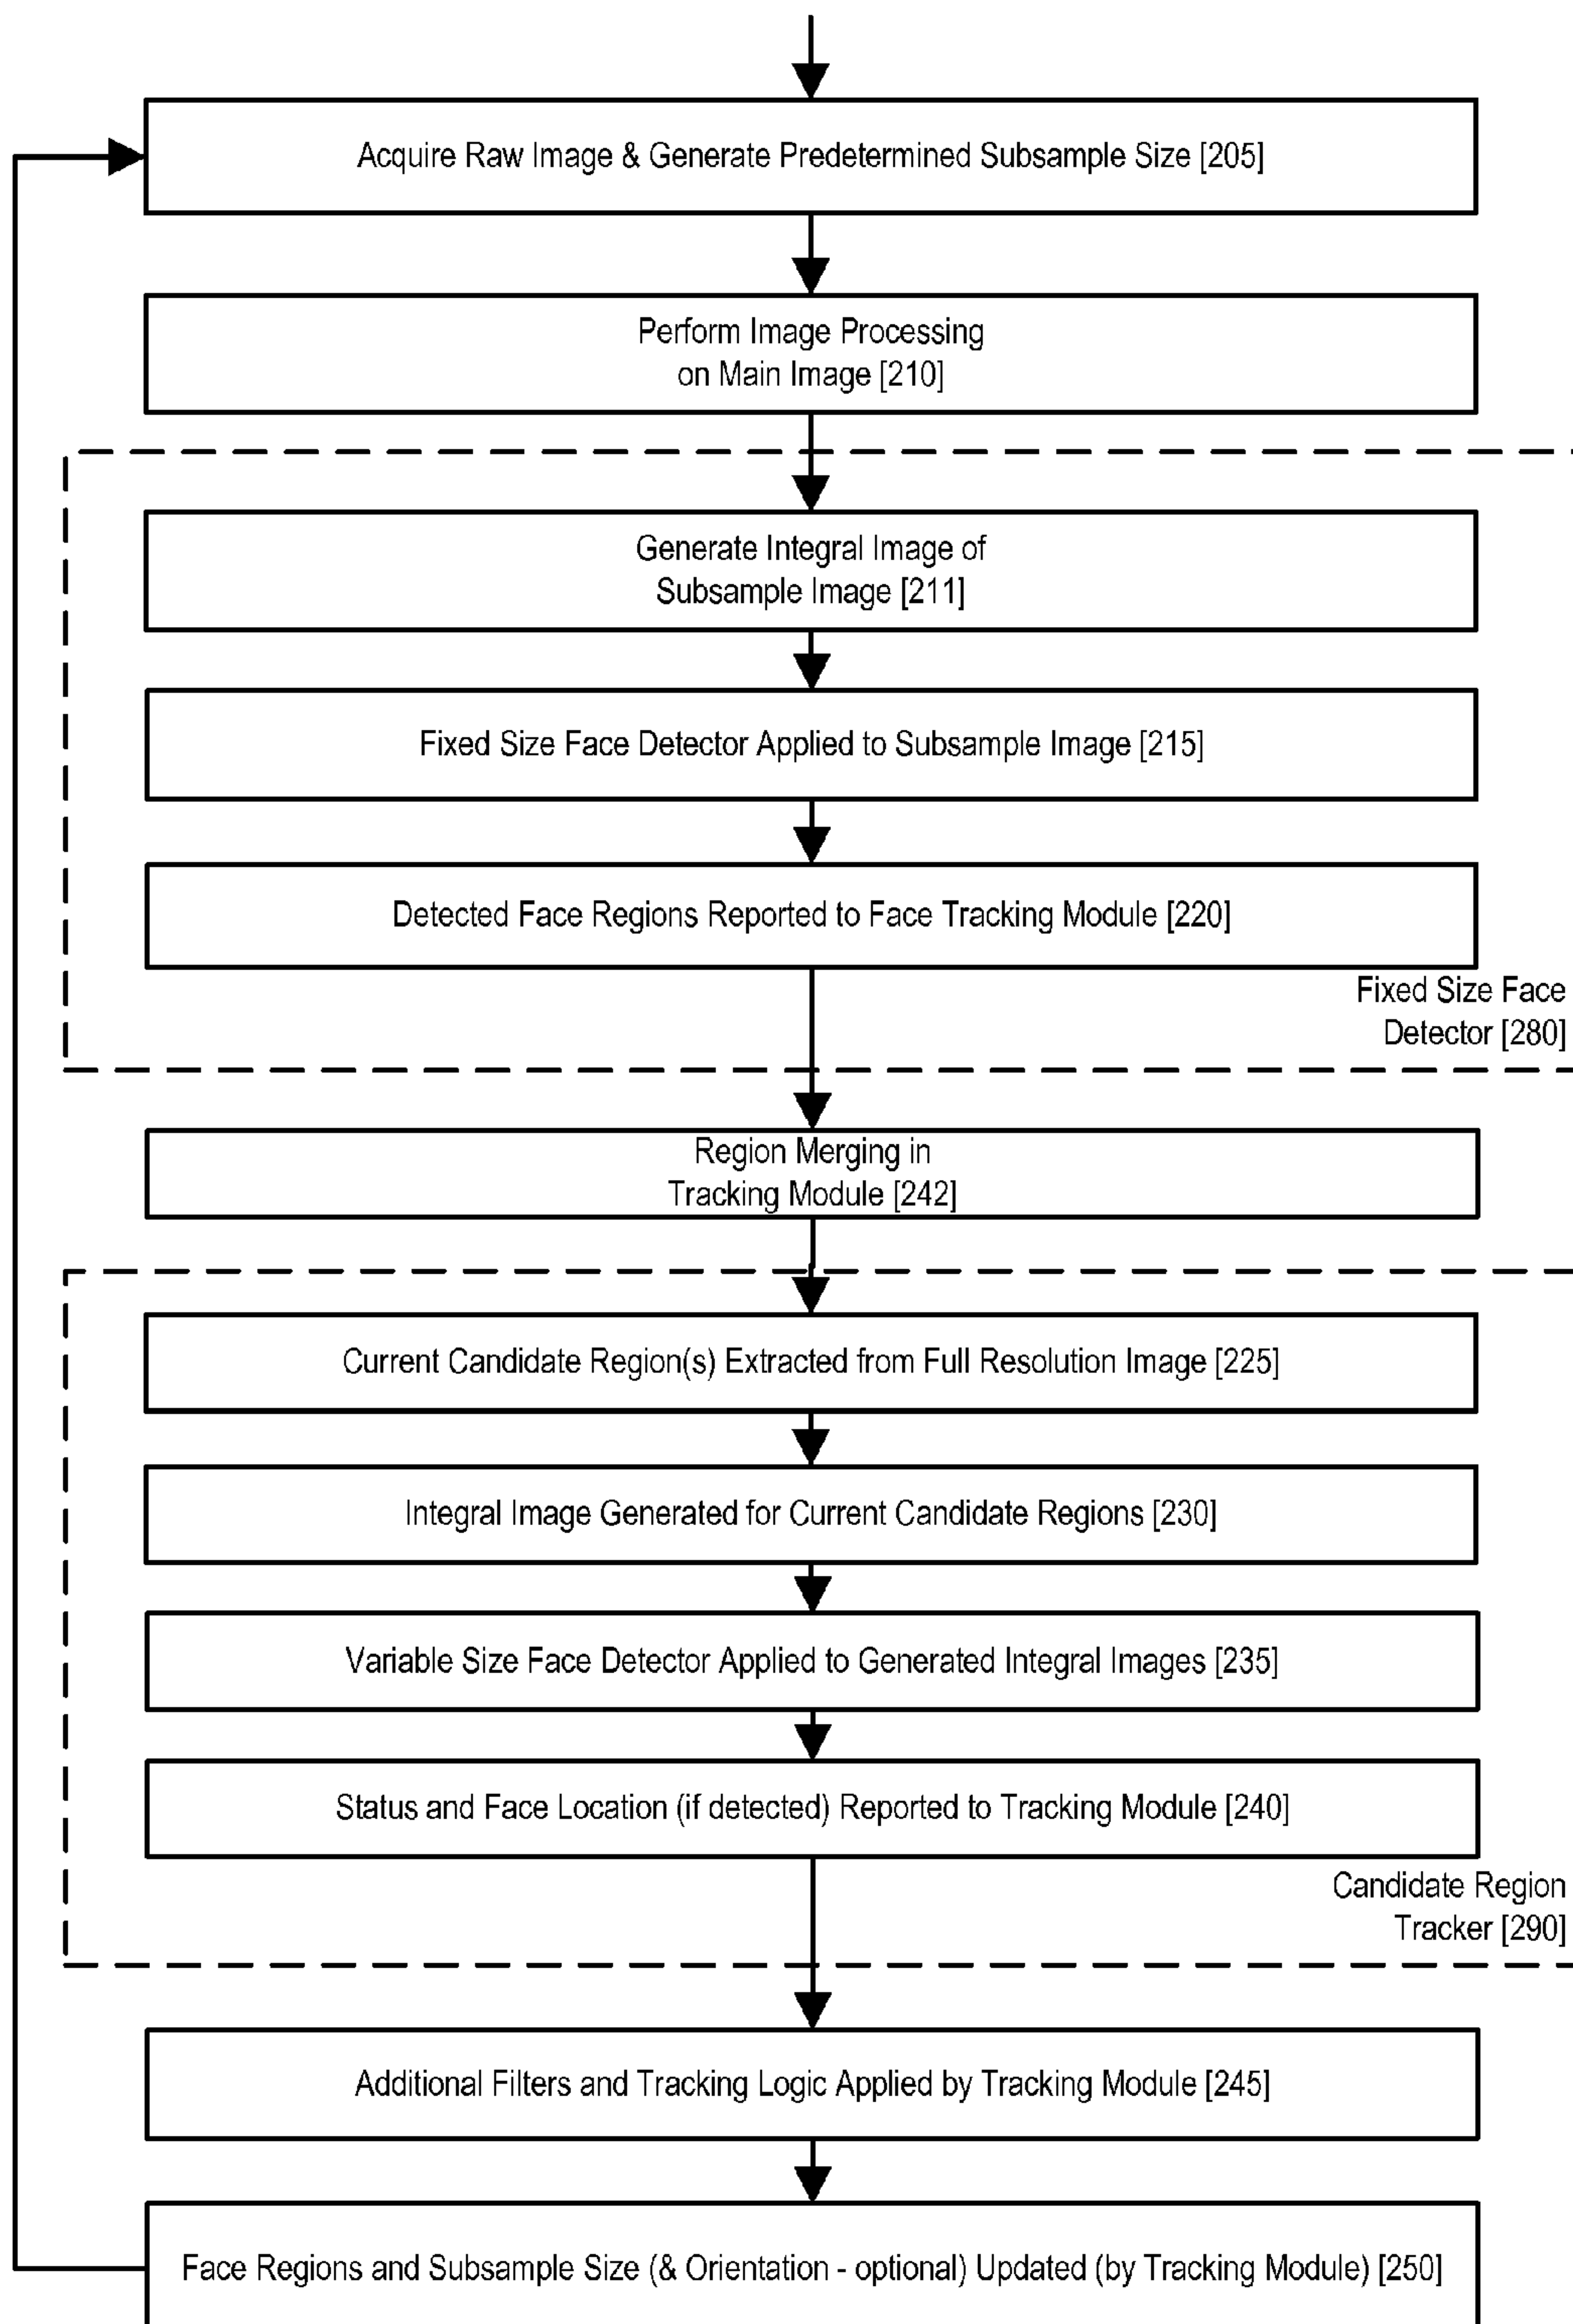 Acquire Raw Image & Generate Predetermined Subsample Size [205]
Perform Image Processing
on Main Image [210]
Generate Integral Image of
Subsample Image [211]
Fixed Size Face Detector Applied to Subsample Image [215]
Detected Face Regions Reported to Face Tracking Module [220]
Fixed Size Face
Detector [280]
Region Merging in
Tracking Module [242]
Current Candidate Region(s) Extracted from Full Resolution Image [225]
Integral Image Generated for Current Candidate Regions [230]
Variable Size Face Detector Applied to Generated Integral Images [235]
Status and Face Location (if detected) Reported to Tracking Module [240]
Candidate Region
Tracker [290]
Additional Filters and Tracking Logic Applied by Tracking Module [245]
Face Regions and Subsample Size (& Orientation - optional) Updated (by Tracking Module) [250]